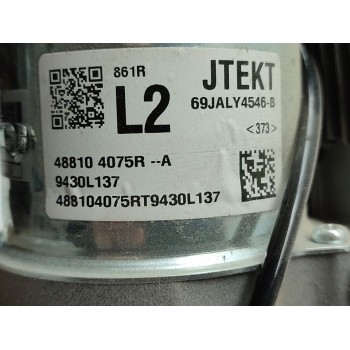 861R
JTEKT
L2
69JALY4546-B
<373>
48810 4075R --A
9430L137
488104075RT9430L137